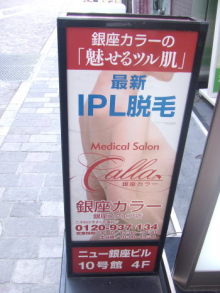 銀座カラーの
「魅せるツル肌」
最新
IPL脱毛
Medical Salon
Calla
銀座カラー
銀座カラー
0120-937-134
ニュー銀座ビル
10号館 4F